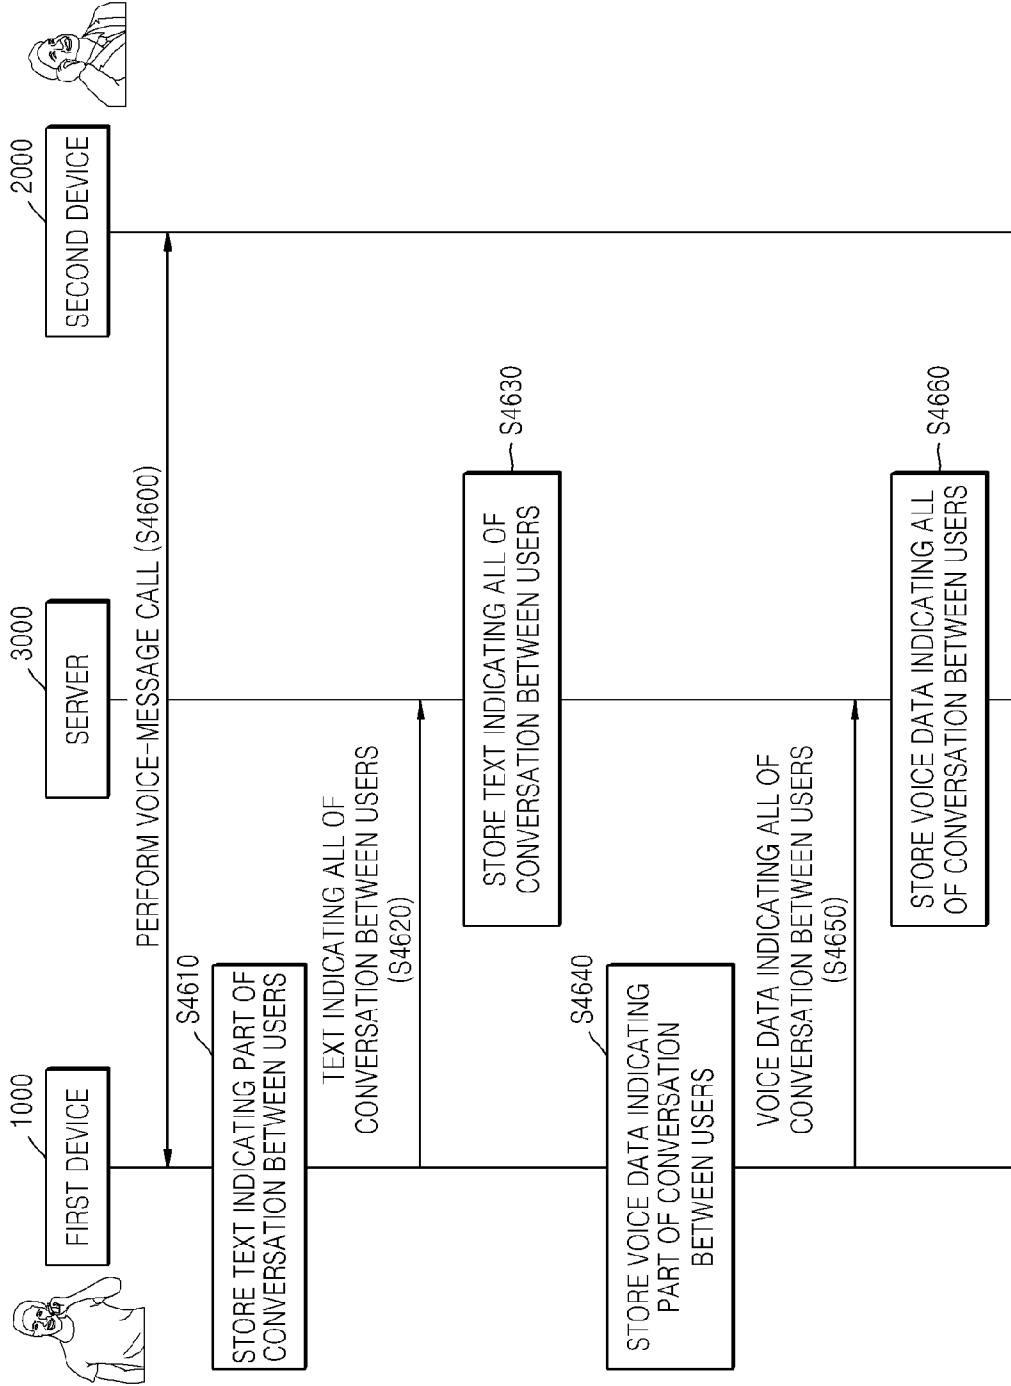 1000
FIRST DEVICE
3000
SERVER
2000
SECOND DEVICE
PERFORM VOICE-MESSAGE CALL (S4600)
S4610
STORE TEXT INDICATING PART OF
CONVERSATION BETWEEN USERS
TEXT INDICATING ALL OF
CONVERSATION BETWEEN USERS
(S4620)
S4630
STORE TEXT INDICATING ALL OF
CONVERSATION BETWEEN USERS
S4640
STORE VOICE DATA INDICATING
PART OF CONVERSATION
BETWEEN USERS
VOICE DATA INDICATING ALL OF
CONVERSATION BETWEEN USERS
(S4650)
S4660
STORE VOICE DATA INDICATING ALL
OF CONVERSATION BETWEEN USERS